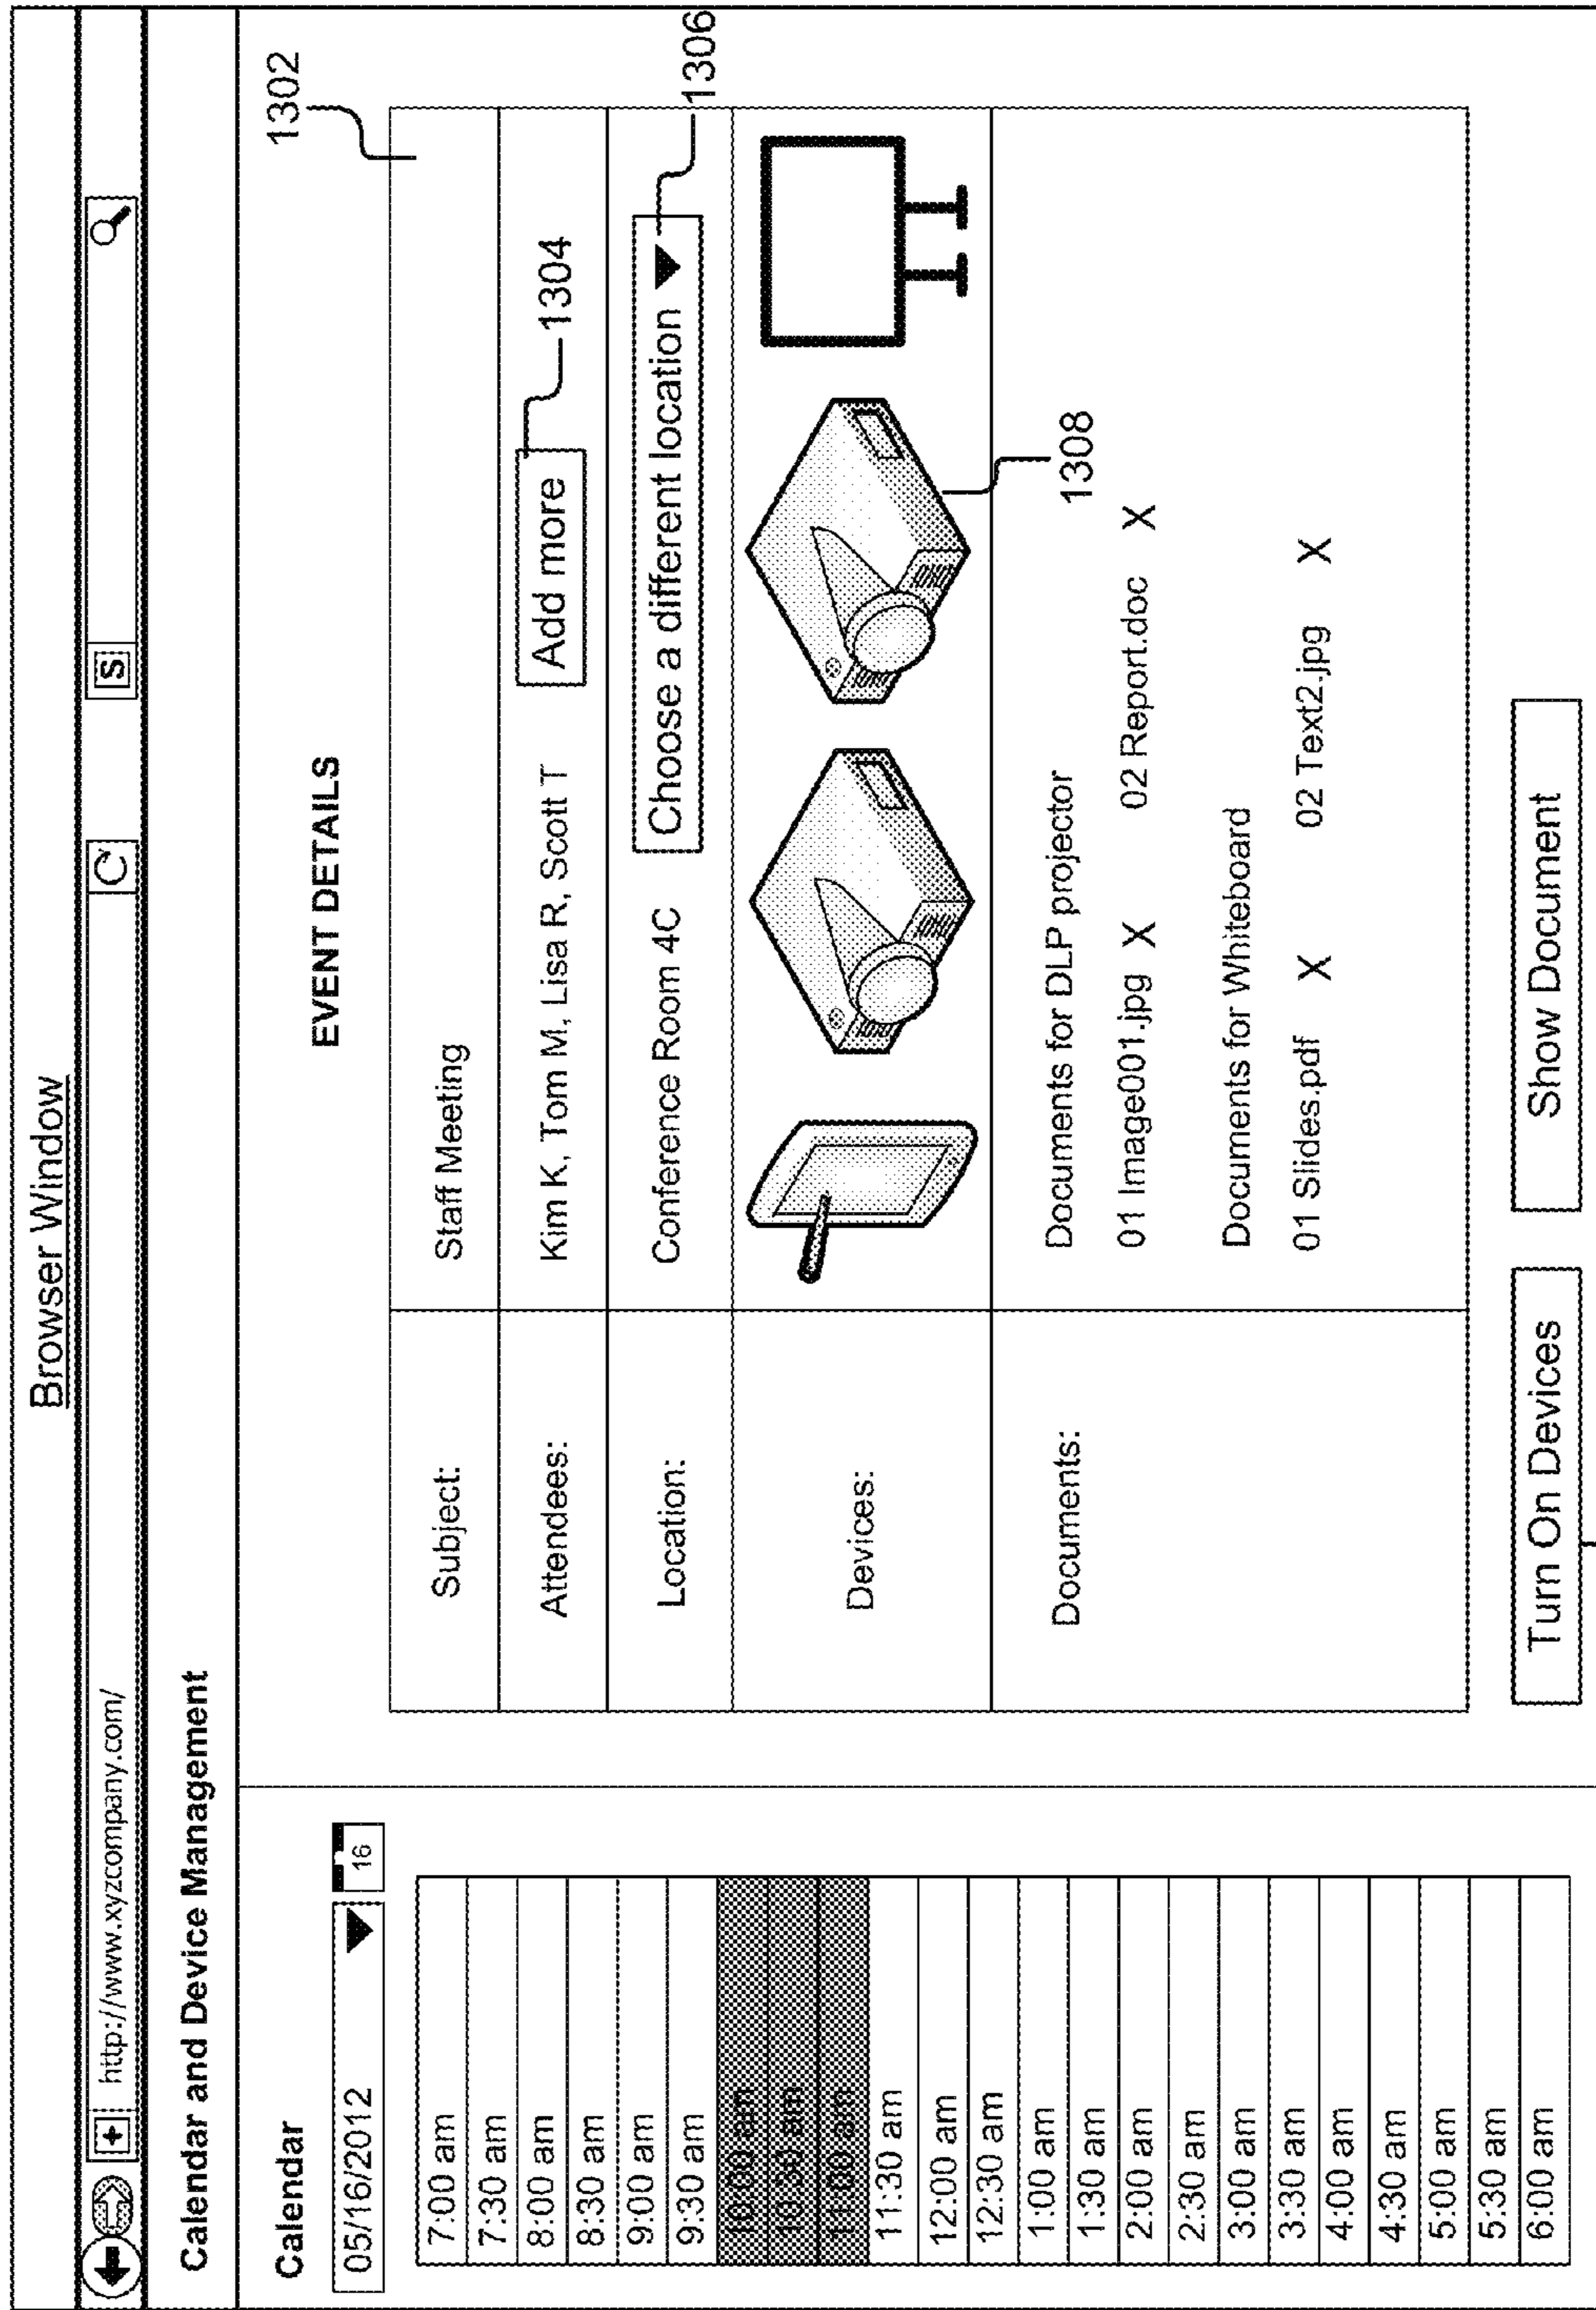 Browser Window
http://www.xyzcompany.com/
S
Calendar and Device Management
Calendar
05/16/2012
16
7:00 am
7:30 am
8:00 am
8:30 am
9:00 am
9:30 am
10:00 am
10:30 am
11:00 am
11:30 am
12:00 am
12:30 am
1:00 am
1:30 am
2:00 am
2:30 am
3:00 am
3:30 am
4:00 am
4:30 am
5:00 am
5:30 am
6:00 am
EVENT DETAILS
1302
Subject: Staff Meeting
Attendees: Kim K, Tom M, Lisa R, Scott T Add more 1304
Location: Conference Room 4C Choose a different location 1306
Devices:
1308
Documents: Documents for DLP projector
01 Image001.jpg X 02 Report.doc X
Documents for Whiteboard
01 Slides.pdf X 02 Text2.jpg X
Turn On Devices Show Document